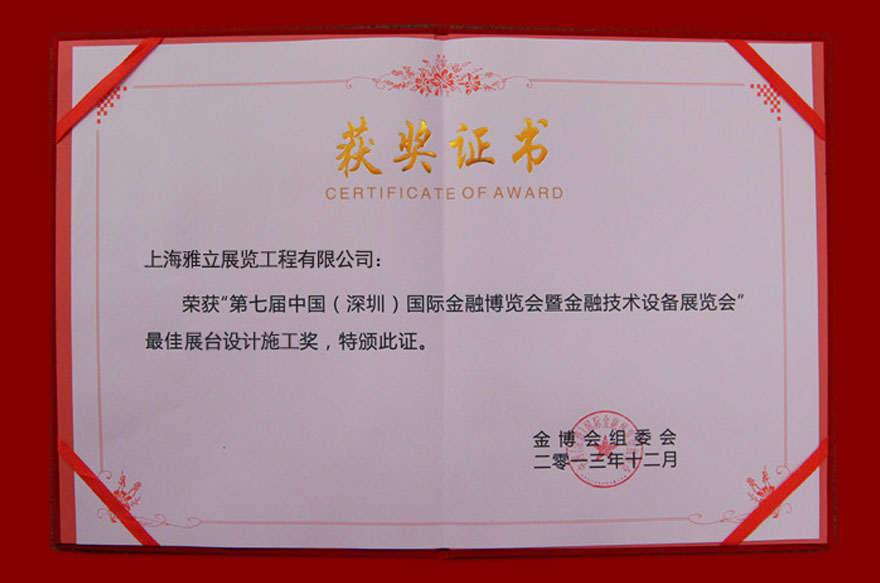 获奖证书
CERTIFICATE OF AWARD
上海雅立展览工程有限公司：
荣获“第七届中国（深圳）国际金融博览会暨金融技术设备展览会”
最佳展台设计施工奖，特颁此证。
金博会组委会
二零一三年十二月